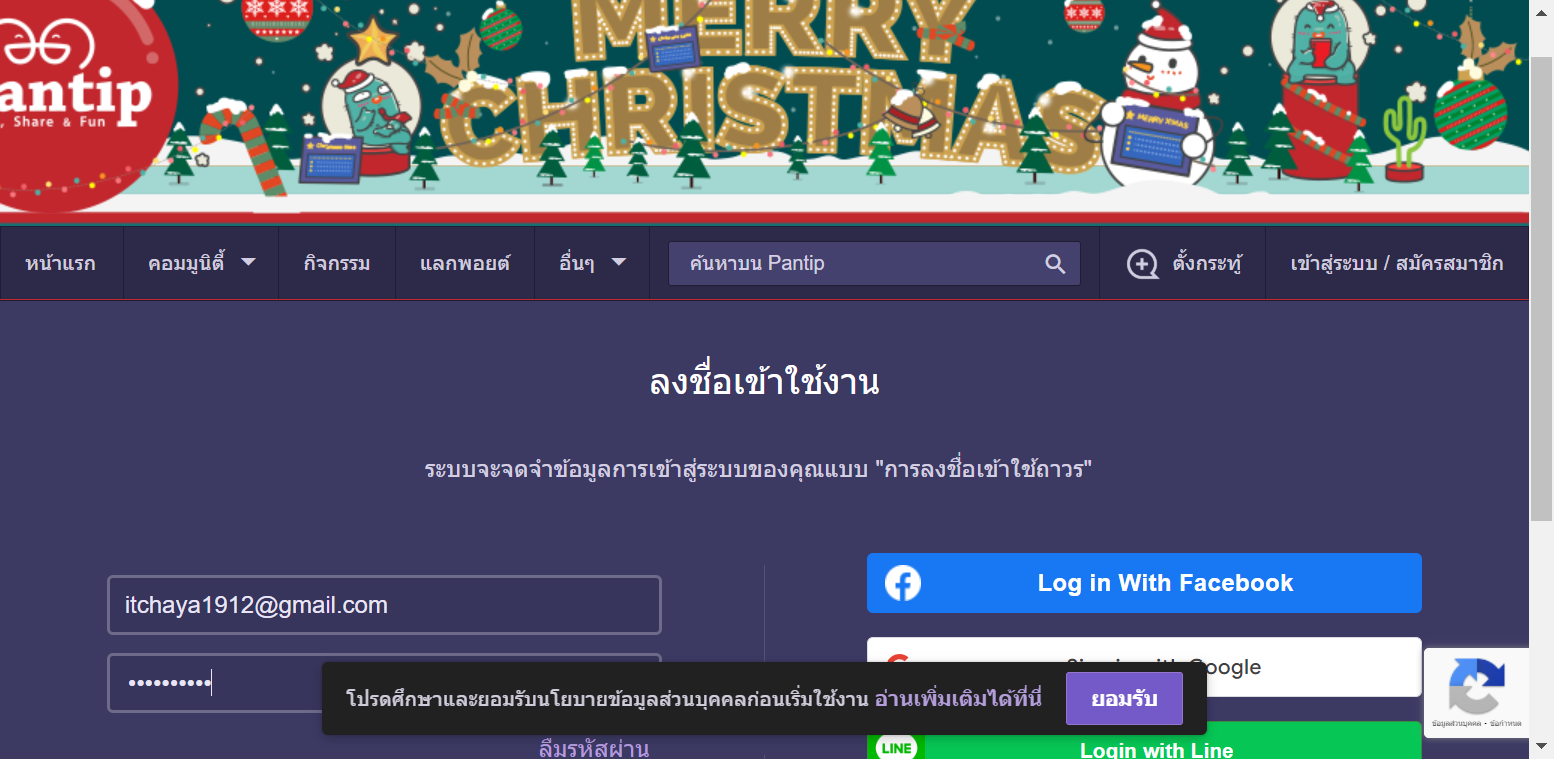 MERRY
CHRISTMAS
antip
, Share & Fun
MERRY XMAS
หน้าแรก
คอมมูนิตี้
กิจกรรม
แลกพอยต์
อื่นๆ
ค้นหาบน Pantip
ตั้งกระทู้
เข้าสู่ระบบ / สมัครสมาชิก
ลงชื่อเข้าใช้งาน
ระบบจะจดจำข้อมูลการเข้าสู่ระบบของคุณแบบ "การลงชื่อเข้าใช้ถาวร"
itchaya1912@gmail.com
••••••••••
ลืมรหัสผ่าน
Log in With Facebook
Google
LINE
Login with Line
โปรดศึกษาและยอมรับนโยบายข้อมูลส่วนบุคคลก่อนเริ่มใช้งาน อ่านเพิ่มเติมได้ที่นี่
ยอมรับ
ข้อมูลส่วนบุคคล - ข้อกำหนด